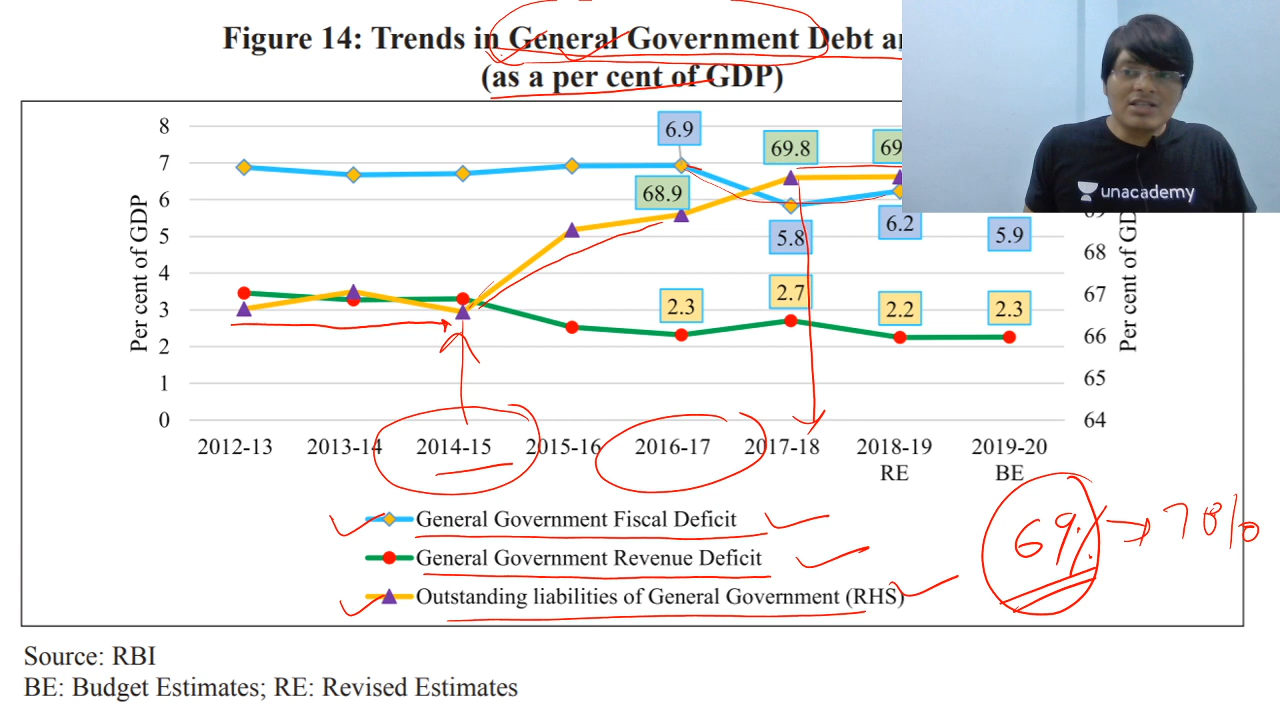 Figure 14: Trends in General Government Debt
(as a per cent of GDP)
unacademy
8
7
6
5
4
3
2
1
0
Per cent of GDP
6.9
69.8
69
68.9
5.8
6.2
5.9
2.3
2.7
2.2
2.3
68
67
66
65
64
Per cent of
2012-13 2013-14 2014-15 2015-16 2016-17 2017-18 2018-19 2019-20
RE BE
General Government Fiscal Deficit
General Government Revenue Deficit
Outstanding liabilities of General Government (RHS)
69% → 70%
Source: RBI
BE: Budget Estimates; RE: Revised Estimates